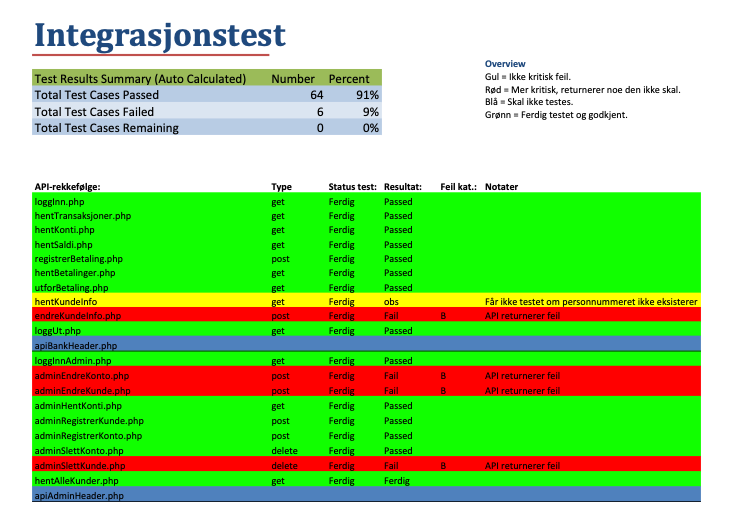 Integrasjonstest
Overview
Gul = Ikke kritisk feil.
Rød = Mer kritisk, returnerer noe den ikke skal.
Blå = Skal ikke testes.
Grønn = Ferdig testet og godkjent.
Test Results Summary (Auto Calculated) Number Percent
Total Test Cases Passed 64 91%
Total Test Cases Failed 6 9%
Total Test Cases Remaining 0 0%
API-rekkefølge: Type Status test: Resultat: Feil kat.: Notater
loggInn.php get Ferdig Passed
hentTransaksjoner.php get Ferdig Passed
hentKonti.php get Ferdig Passed
hentSaldi.php get Ferdig Passed
registrerBetaling.php post Ferdig Passed
hentBetalinger.php get Ferdig Passed
utforBetaling.php get Ferdig Passed
hentKundeInfo get Ferdig obs Får ikke testet om personnummeret ikke eksisterer
endreKundeInfo.php post Ferdig Fail B API returnerer feil
loggUt.php get Ferdig Passed
apiBankHeader.php
loggInnAdmin.php get Ferdig Passed
adminEndreKonto.php post Ferdig Fail B API returnerer feil
adminEndreKunde.php post Ferdig Fail B API returnerer feil
adminHentKonti.php get Ferdig Passed
adminRegistrerKunde.php post Ferdig Passed
adminRegistrerKonto.php post Ferdig Passed
adminSlettKonto.php delete Ferdig Passed
adminSlettKunde.php delete Ferdig Fail B API returnerer feil
hentAlleKunder.php get Ferdig Ferdig
apiAdminHeader.php